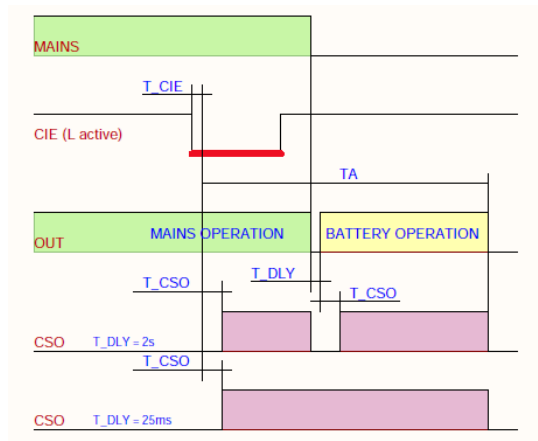 MAINS
T_CIE
CIE (L active)
TA
MAINS OPERATION
BATTERY OPERATION
OUT
T_DLY
T_CSO
T_CSO
CSO T_DLY = 2s
T_CSO
CSO T_DLY = 25ms